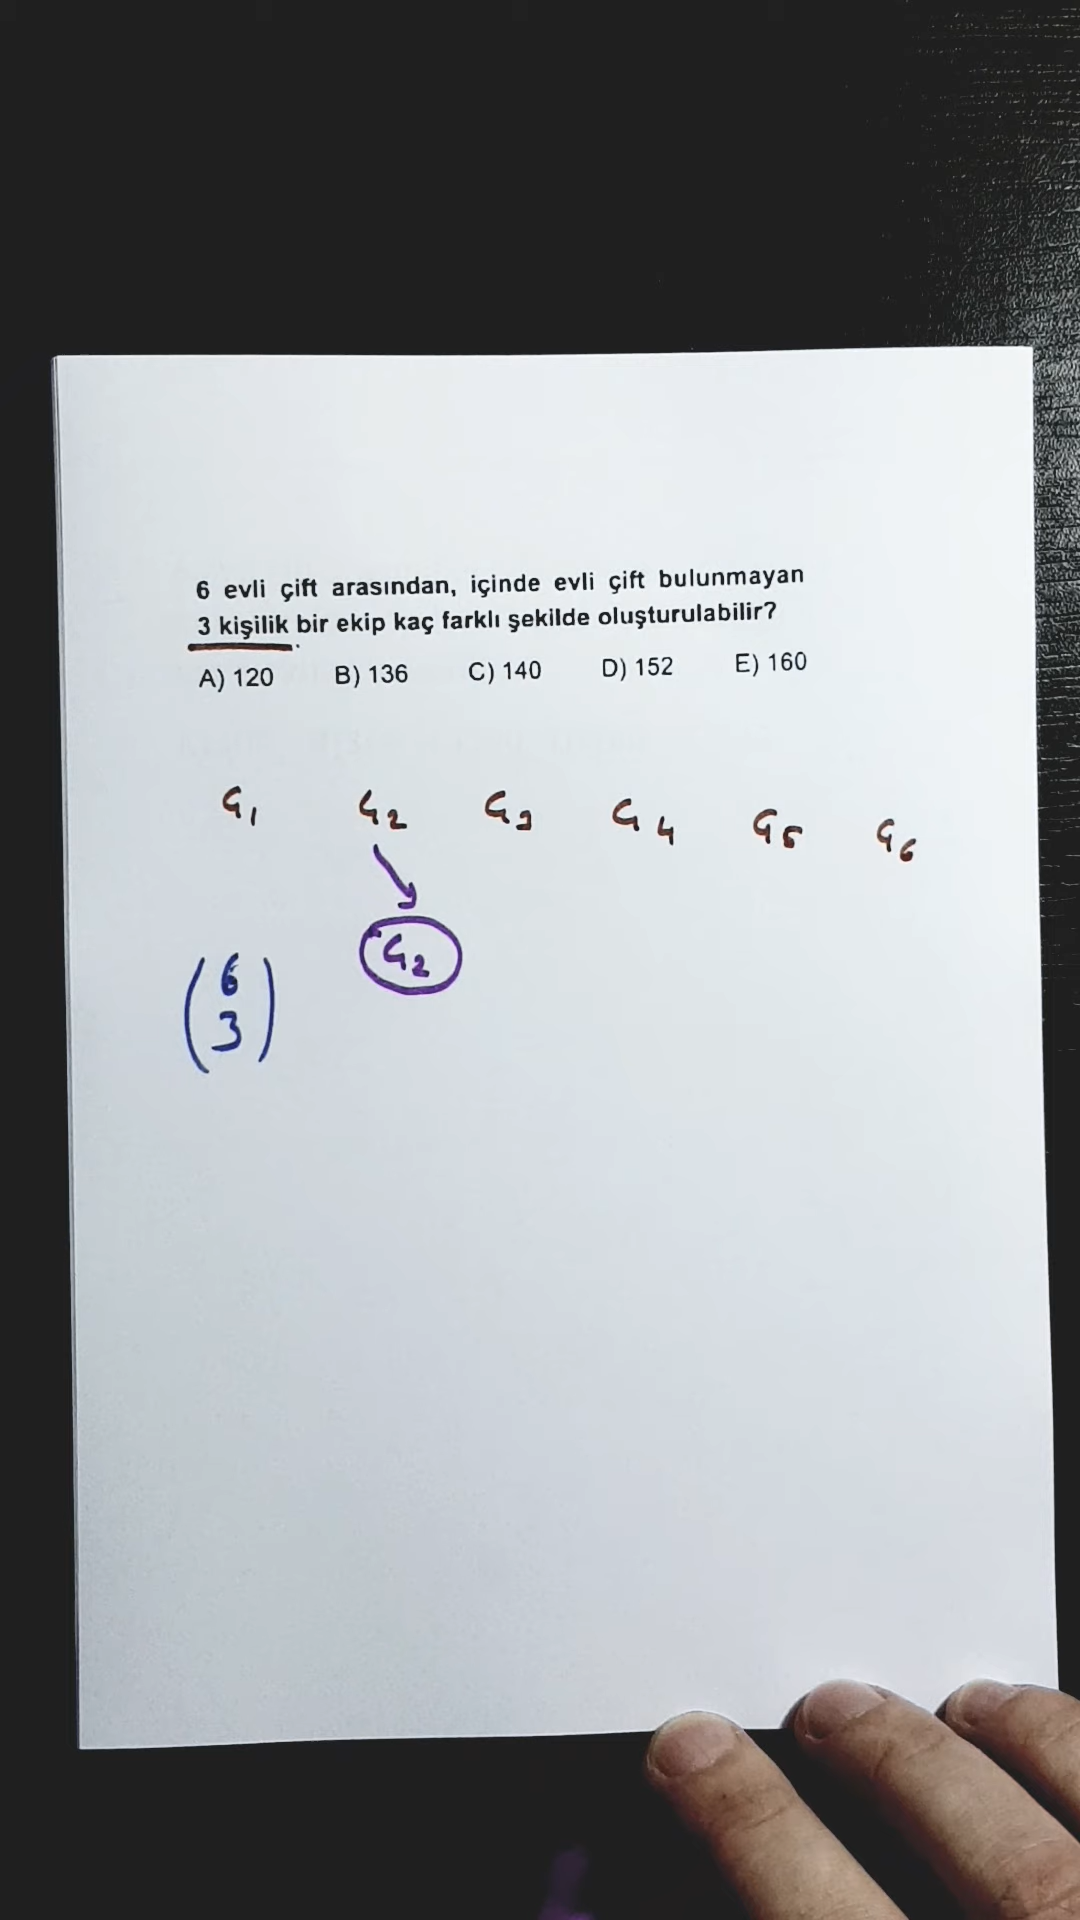 6 evli çift arasından, içinde evli çift bulunmayan
3 kişilik bir ekip kaç farklı şekilde oluşturulabilir?
A) 120 B) 136 C) 140 D) 152 E) 160
Ç₁ Ç₂ Ç₃ Ç₄ Ç₅ Ç₆
Ç₂
(6
3)